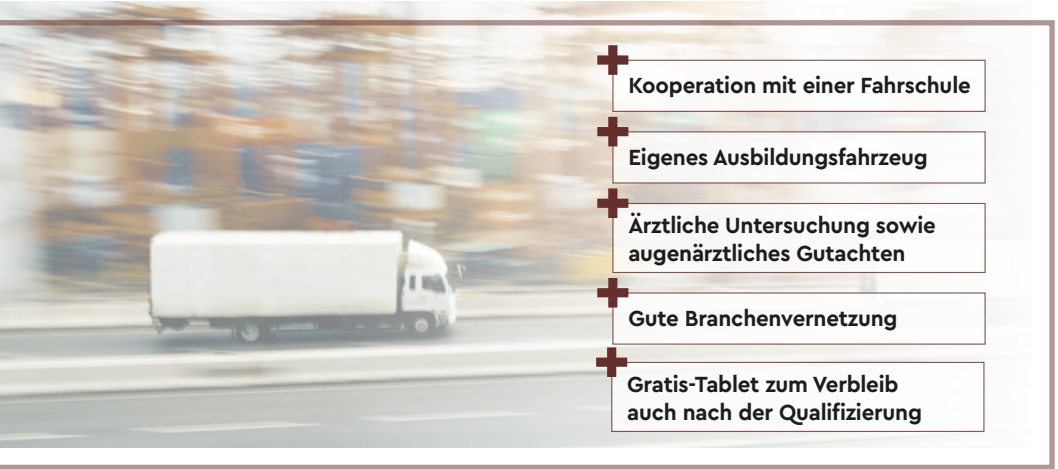 Kooperation mit einer Fahrschule
Eigenes Ausbildungsfahrzeug
Ärztliche Untersuchung sowie
augenärztliches Gutachten
Gute Branchenvernetzung
Gratis-Tablet zum Verbleib
auch nach der Qualifizierung